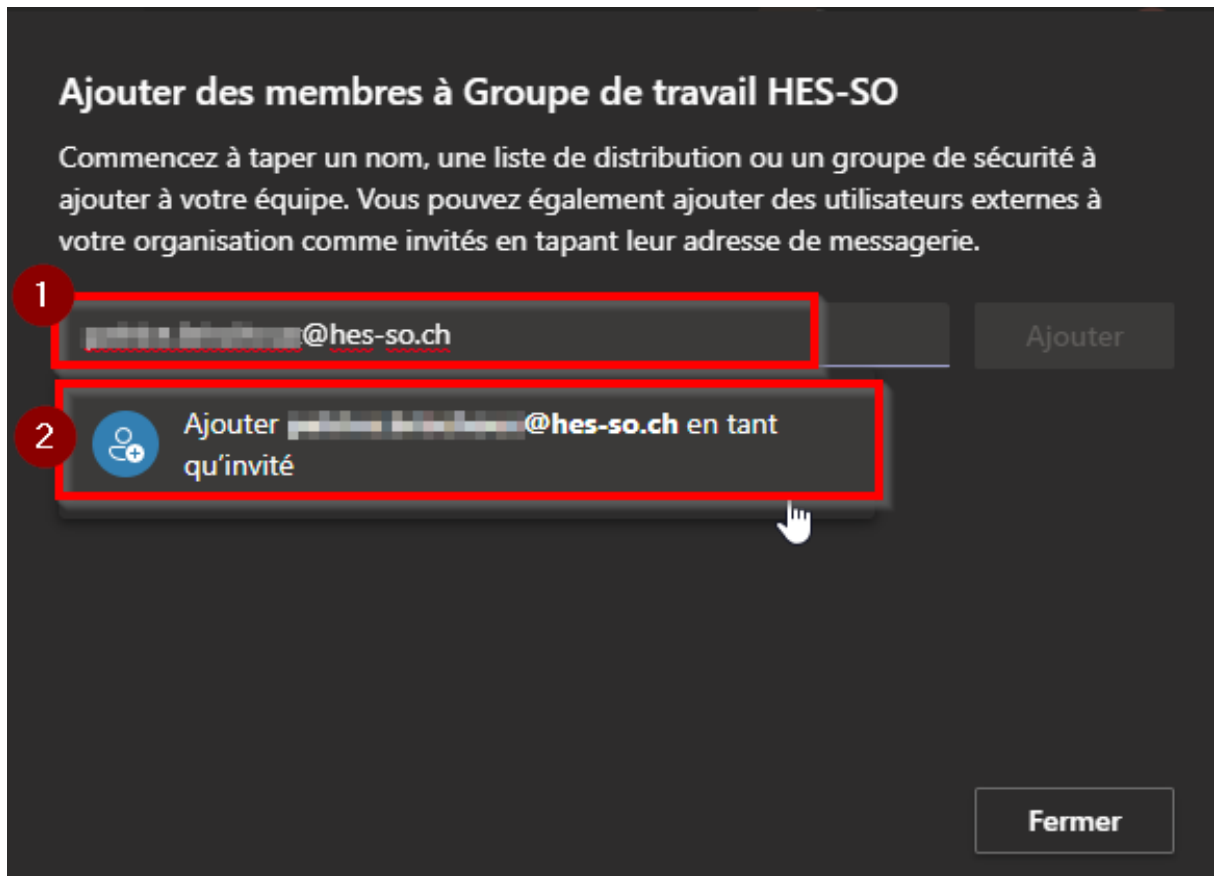 Ajouter des membres à Groupe de travail HES-SO
Commencez à taper un nom, une liste de distribution ou un groupe de sécurité à
ajouter à votre équipe. Vous pouvez également ajouter des utilisateurs externes à
votre organisation comme invités en tapant leur adresse de messagerie.
1
@hes-so.ch
Ajouter
2
Ajouter @hes-so.ch en tant
qu’invité
Fermer